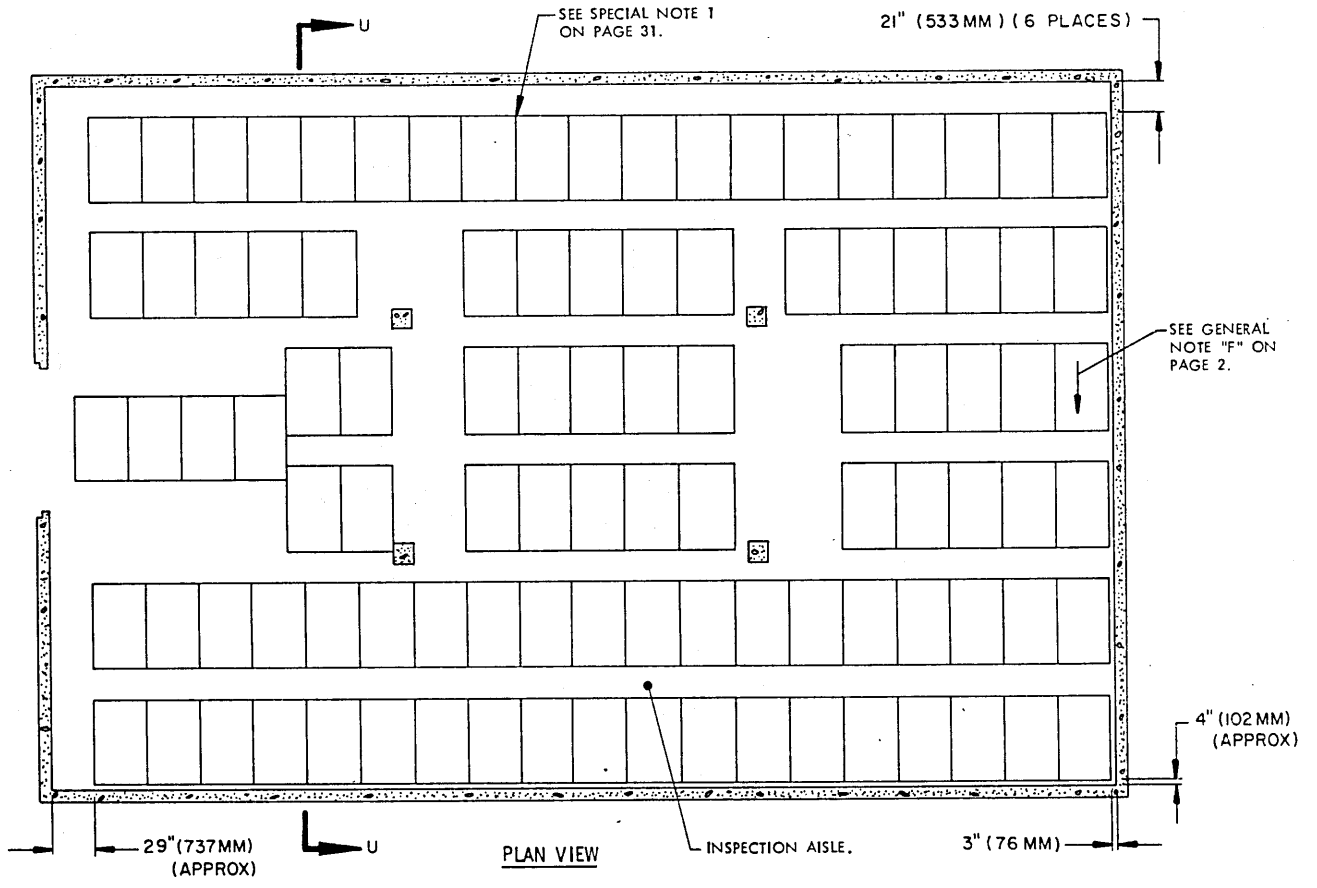 U
SEE SPECIAL NOTE 1
ON PAGE 31.
21" (533MM) (6 PLACES)
SEE GENERAL
NOTE "F" ON
PAGE 2.
4" (102MM)
(APPROX)
29" (737MM)
(APPROX)
U
PLAN VIEW
INSPECTION AISLE.
3" (76 MM)